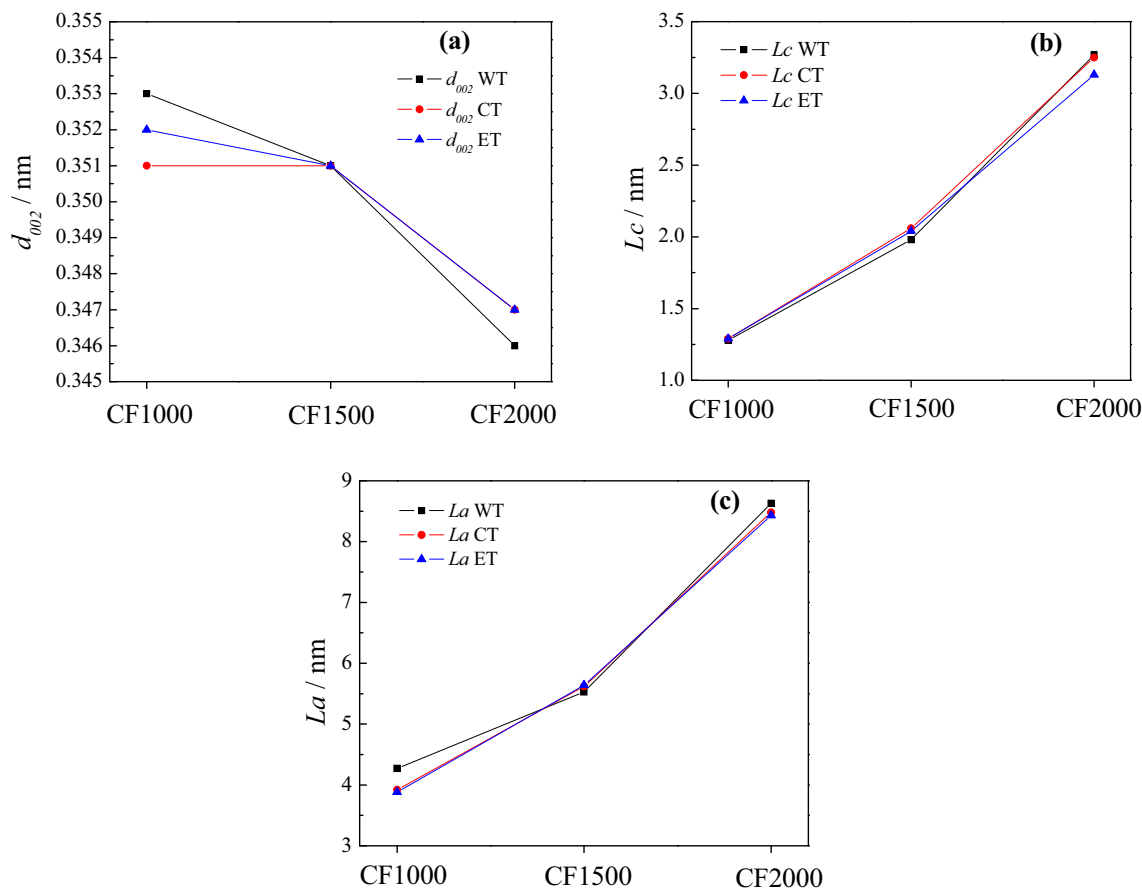 (a)
d002 WT
d002 CT
d002 ET
0.355
0.354
0.353
0.352
0.351
0.350
0.349
0.348
0.347
0.346
0.345
d002 / nm
CF1000 CF1500 CF2000
(b)
Lc WT
Lc CT
Lc ET
3.5
3.0
2.5
2.0
1.5
1.0
Lc / nm
CF1000 CF1500 CF2000
(c)
La WT
La CT
La ET
9
8
7
6
5
4
3
La / nm
CF1000 CF1500 CF2000